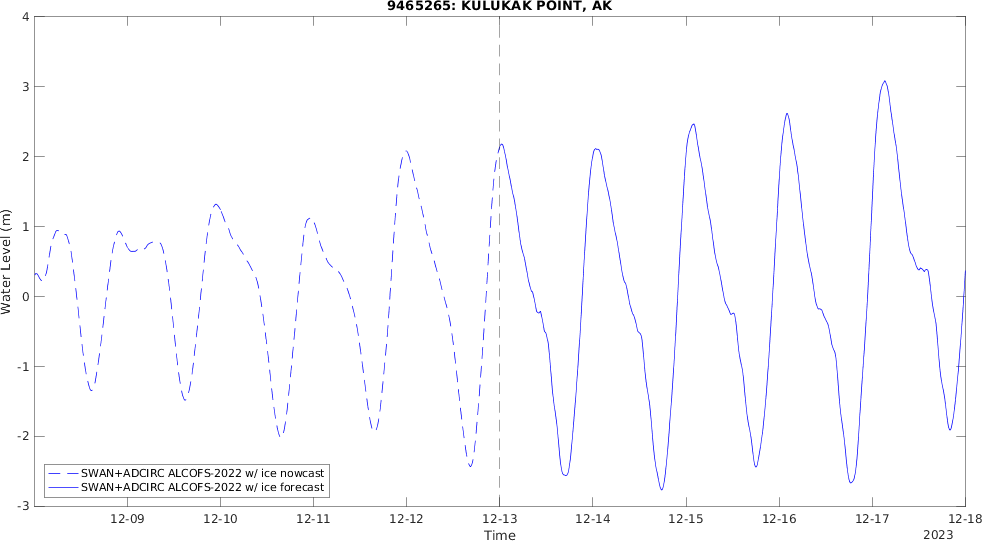 9465265: KULUKAK POINT, AK
4
3
2
1
0
-1
-2
-3
Water Level (m)
SWAN+ADCIRC ALCOFS-2022 w/ ice nowcast
SWAN+ADCIRC ALCOFS-2022 w/ ice forecast
12-09 12-10 12-11 12-12 12-13 12-14 12-15 12-16 12-17 12-18
Time
2023